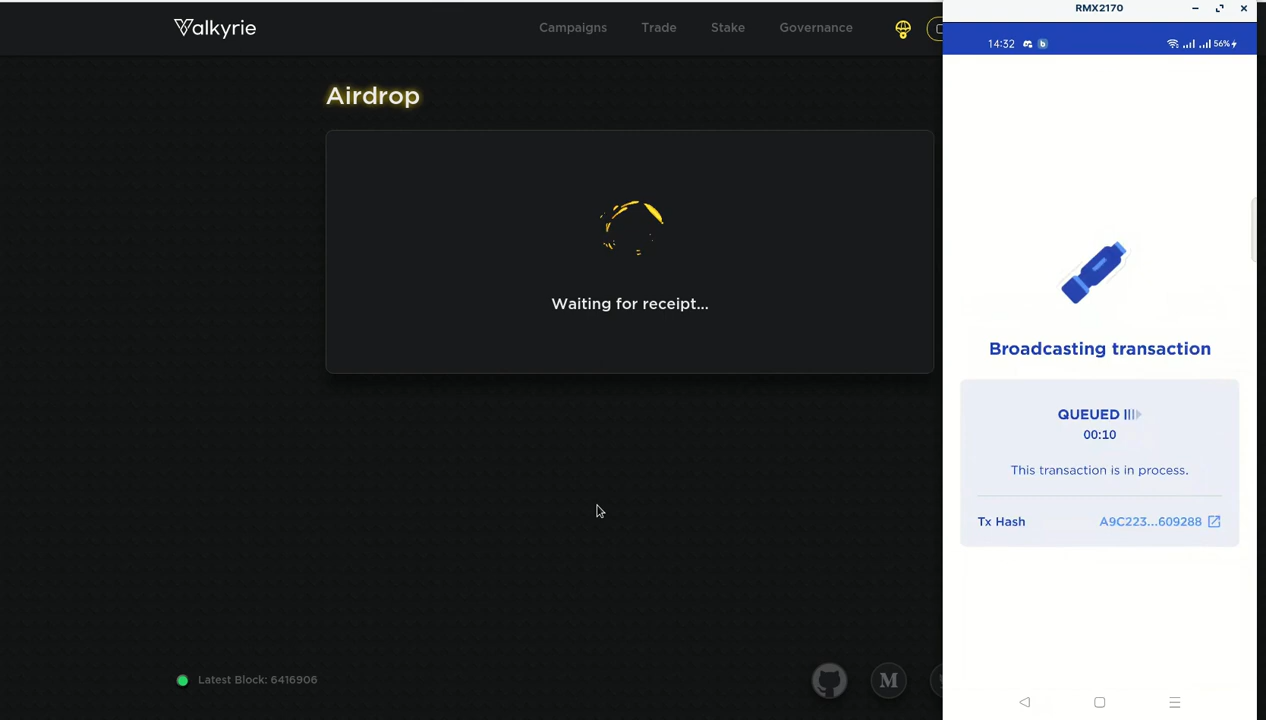 Valkyrie
Campaigns
Trade
Stake
Governance
Airdrop
Waiting for receipt...
Latest Block: 6416906
M
RMX2170
14:32
b
56%
Broadcasting transaction
QUEUED
00:10
This transaction is in process.
Tx Hash
A9C223...609288